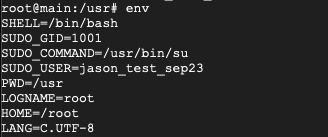 root@main:/usr# env
SHELL=/bin/bash
SUDO_GID=1001
SUDO_COMMAND=/usr/bin/su
SUDO_USER=jason_test_sep23
PWD=/usr
LOGNAME=root
HOME=/root
LANG=C.UTF-8